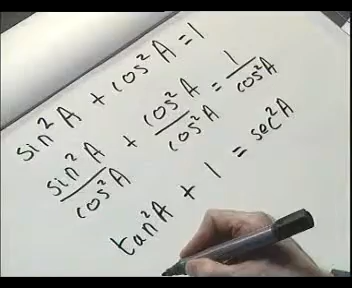 sin²A + cos²A = 1
sin²A/cos²A + cos²A/cos²A = 1/cos²A
tan²A + 1 = sec²A